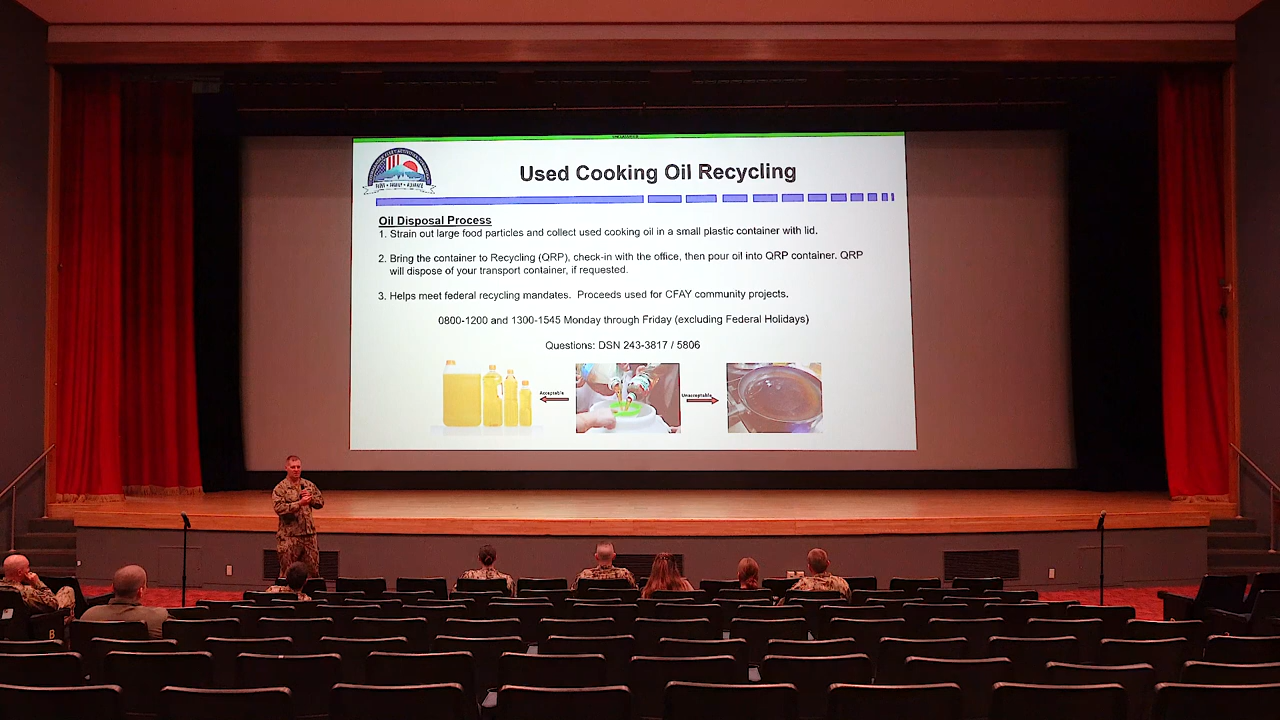 UNCLASSIFIED
Used Cooking Oil Recycling
Oil Disposal Process
1. Strain out large food particles and collect used cooking oil in a small plastic container with lid.
2. Bring the container to Recycling (QRP), check-in with the office, then pour oil into QRP container. QRP
will dispose of your transport container, if requested.
3. Helps meet federal recycling mandates. Proceeds used for CFAY community projects.
0800-1200 and 1300-1545 Monday through Friday (excluding Federal Holidays)
Questions: DSN 243-3817 / 5806
Acceptable
Unacceptable
B